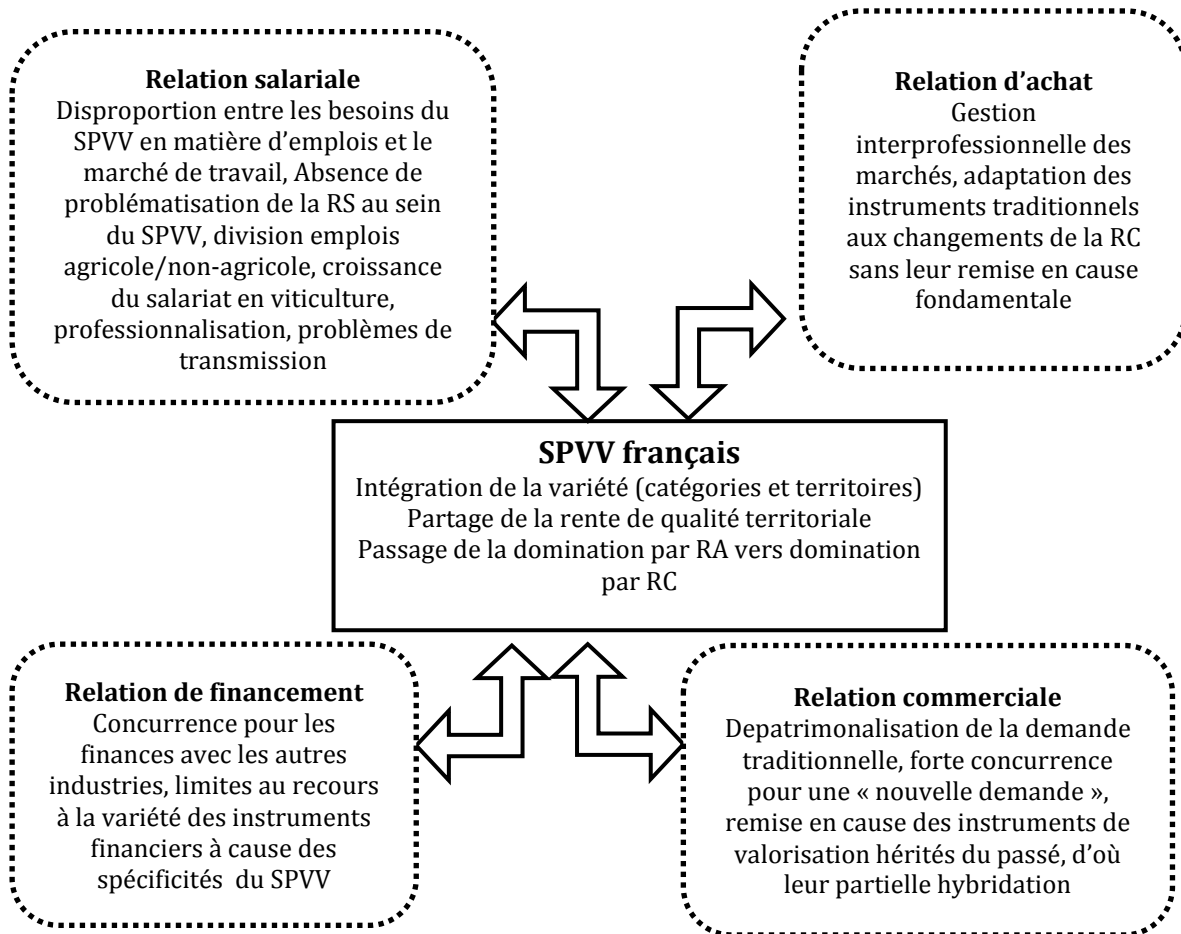 Relation salariale
Disproportion entre les besoins du
SPVV en matière d’emplois et le
marché de travail, Absence de
problématisation de la RS au sein
du SPVV, division emplois
agricole/non-agricole, croissance
du salariat en viticulture,
professionnalisation, problèmes de
transmission
Relation d’achat
Gestion
interprofessionnelle des
marchés, adaptation des
instruments traditionnels
aux changements de la RC
sans leur remise en cause
fondamentale
SPVV français
Intégration de la variété (catégories et territoires)
Partage de la rente de qualité territoriale
Passage de la domination par RA vers domination
par RC
Relation de financement
Concurrence pour les
finances avec les autres
industries, limites au recours
à la variété des instruments
financiers à cause des
spécificités du SPVV
Relation commerciale
Depatrimonalisation de la demande
traditionnelle, forte concurrence
pour une « nouvelle demande »,
remise en cause des instruments de
valorisation hérités du passé, d’où
leur partielle hybridation